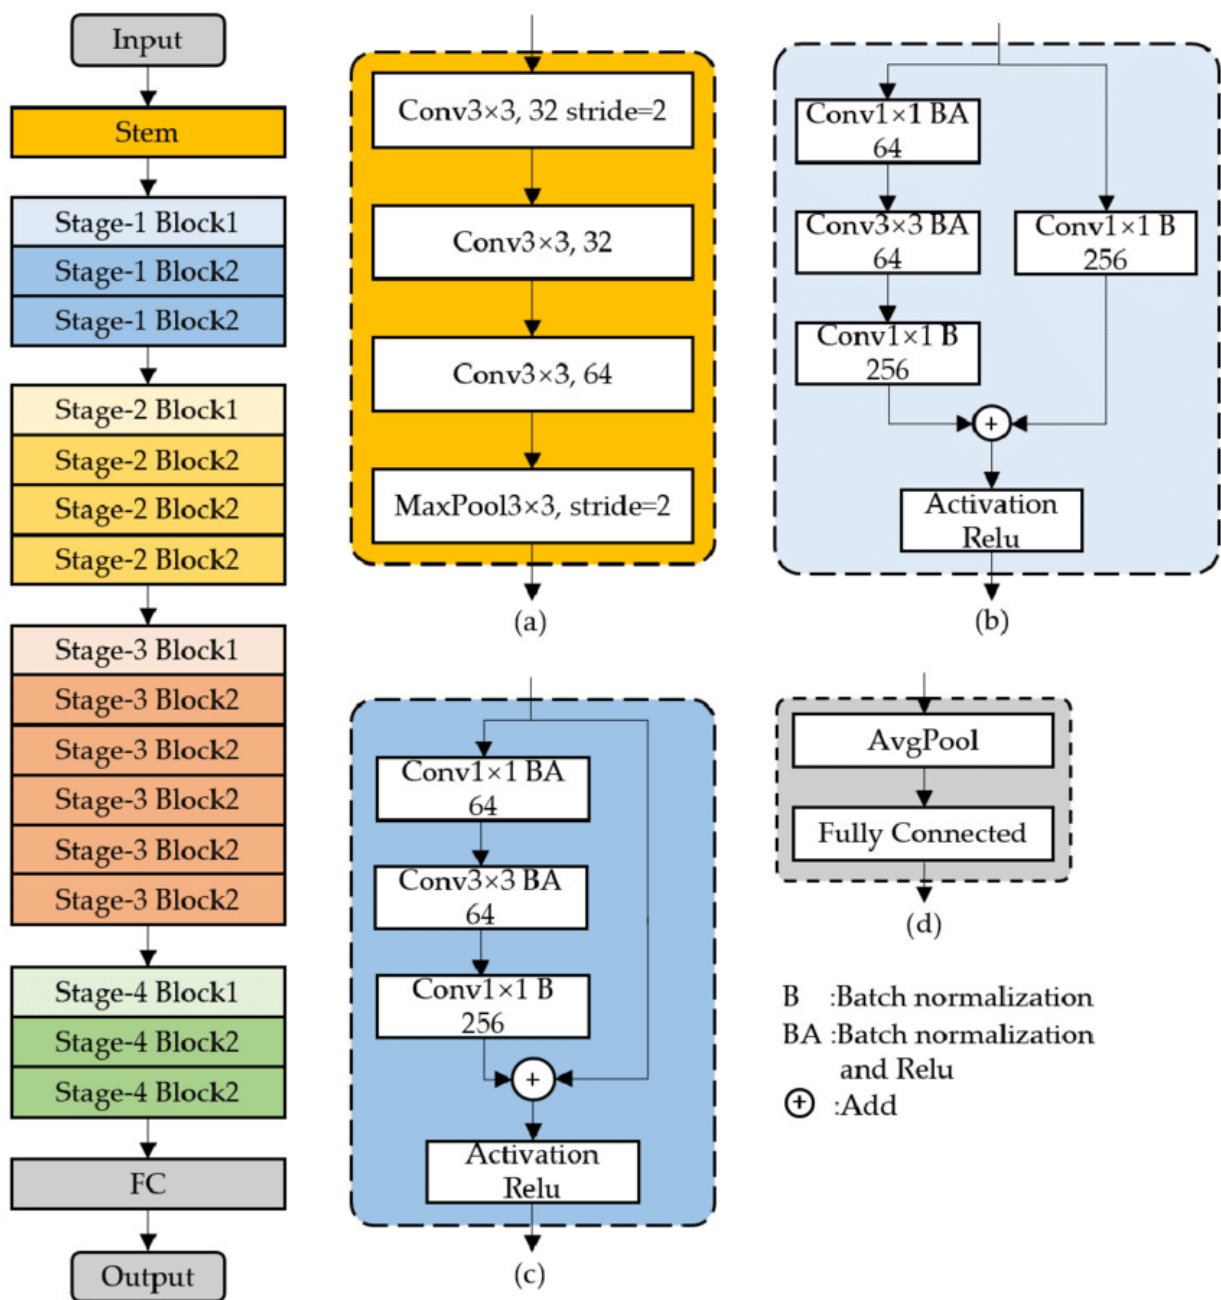 Input
Stem
Stage-1 Block1
Stage-1 Block2
Stage-1 Block2
Stage-2 Block1
Stage-2 Block2
Stage-2 Block2
Stage-2 Block2
Stage-3 Block1
Stage-3 Block2
Stage-3 Block2
Stage-3 Block2
Stage-3 Block2
Stage-3 Block2
Stage-4 Block1
Stage-4 Block2
Stage-4 Block2
FC
Output
Conv3×3, 32 stride=2
Conv3×3, 32
Conv3×3, 64
MaxPool3×3, stride=2
(a)
Conv1×1 BA
64
Conv3×3 BA
64
Conv1×1 B
256
Conv1×1 B
256
+
Activation
Relu
(b)
Conv1×1 BA
64
Conv3×3 BA
64
Conv1×1 B
256
+
Activation
Relu
(c)
AvgPool
Fully Connected
(d)
B :Batch normalization
BA :Batch normalization
and Relu
⊕ :Add